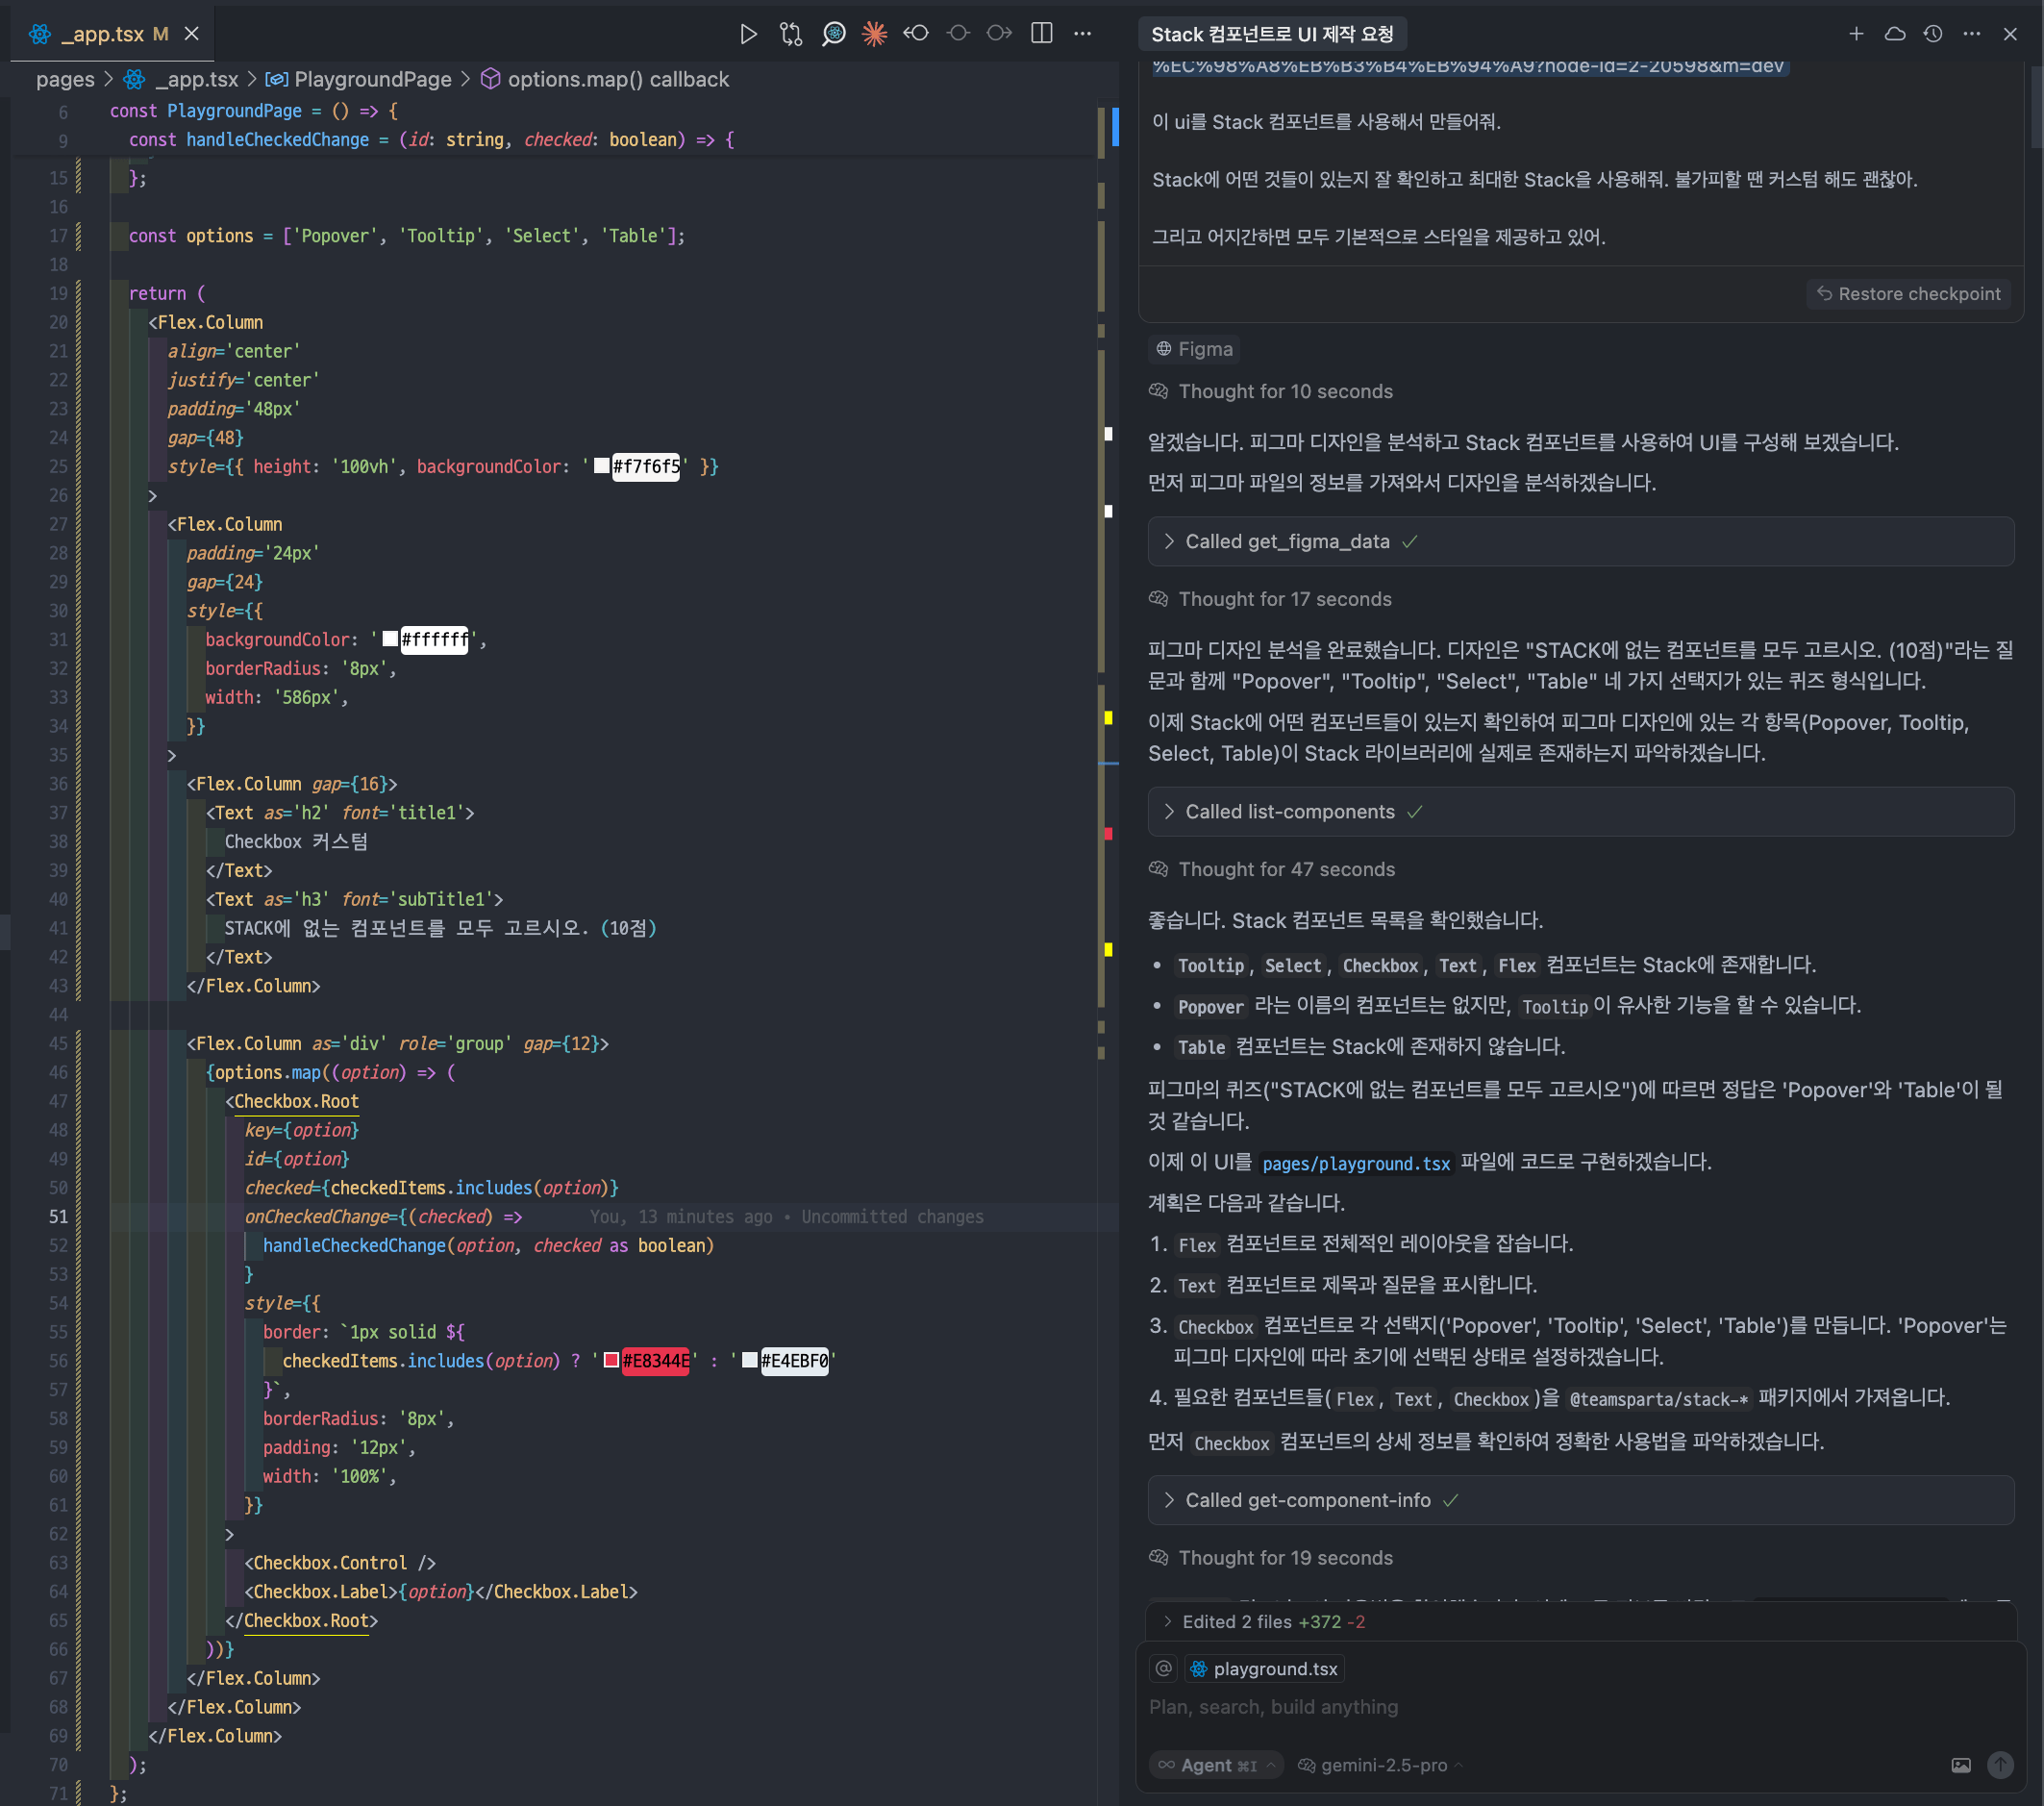 _app.tsx M
pages > _app.tsx > PlaygroundPage > options.map() callback
6 const PlaygroundPage = () => {
9 const handleCheckedChange = (id: string, checked: boolean) => {
15 };
16
17 const options = ['Popover', 'Tooltip', 'Select', 'Table'];
18
19 return (
20 <Flex.Column
21 align='center'
22 justify='center'
23 padding='48px'
24 gap={48}
25 style={{ height: '100vh', backgroundColor: '#f7f6f5' }}
26 >
27 <Flex.Column
28 padding='24px'
29 gap={24}
30 style={{
31 backgroundColor: '#ffffff',
32 borderRadius: '8px',
33 width: '586px',
34 }}
35 >
36 <Flex.Column gap={16}>
37 <Text as='h2' font='title1'>
38 Checkbox 커스텀
39 </Text>
40 <Text as='h3' font='subTitle1'>
41 STACK에 없는 컴포넌트를 모두 고르시오. (10점)
42 </Text>
43 </Flex.Column>
44
45 <Flex.Column as='div' role='group' gap={12}>
46 {options.map((option) => (
47 <Checkbox.Root
48 key={option}
49 id={option}
50 checked={checkedItems.includes(option)}
51 onCheckedChange={(checked) => You, 13 minutes ago • Uncommitted changes
52 handleCheckedChange(option, checked as boolean)
53 }
54 style={{
55 border: `1px solid ${
56 checkedItems.includes(option) ? '#E8344E' : '#E4EBF0'
57 }`,
58 borderRadius: '8px',
59 padding: '12px',
60 width: '100%',
61 }}
62 >
63 <Checkbox.Control />
64 <Checkbox.Label>{option}</Checkbox.Label>
65 </Checkbox.Root>
66 ))}
67 </Flex.Column>
68 </Flex.Column>
69 </Flex.Column>
70 );
71 };
Stack 컴포넌트로 UI 제작 요청
%EC%98%A8%EB%B3%B4%EB%94%A9?node-id=2-20598&m=dev
이 ui를 Stack 컴포넌트를 사용해서 만들어줘.
Stack에 어떤 것들이 있는지 잘 확인하고 최대한 Stack을 사용해줘. 불가피할 땐 커스텀 해도 괜찮아.
그리고 어지간하면 모두 기본적으로 스타일을 제공하고 있어.
Restore checkpoint
Figma
Thought for 10 seconds
알겠습니다. 피그마 디자인을 분석하고 Stack 컴포넌트를 사용하여 UI를 구성해 보겠습니다.
먼저 피그마 파일의 정보를 가져와서 디자인을 분석하겠습니다.
Called get_figma_data
Thought for 17 seconds
피그마 디자인 분석을 완료했습니다. 디자인은 "STACK에 없는 컴포넌트를 모두 고르시오. (10점)"라는 질
문과 함께 "Popover", "Tooltip", "Select", "Table" 네 가지 선택지가 있는 퀴즈 형식입니다.
이제 Stack에 어떤 컴포넌트들이 있는지 확인하여 피그마 디자인에 있는 각 항목(Popover, Tooltip,
Select, Table)이 Stack 라이브러리에 실제로 존재하는지 파악하겠습니다.
Called list-components
Thought for 47 seconds
좋습니다. Stack 컴포넌트 목록을 확인했습니다.
• Tooltip, Select, Checkbox, Text, Flex 컴포넌트는 Stack에 존재합니다.
• Popover 라는 이름의 컴포넌트는 없지만, Tooltip이 유사한 기능을 할 수 있습니다.
• Table 컴포넌트는 Stack에 존재하지 않습니다.
피그마의 퀴즈("STACK에 없는 컴포넌트를 모두 고르시오")에 따르면 정답은 'Popover'와 'Table'이 될
것 같습니다.
이제 이 UI를 pages/playground.tsx 파일에 코드로 구현하겠습니다.
계획은 다음과 같습니다.
1. Flex 컴포넌트로 전체적인 레이아웃을 잡습니다.
2. Text 컴포넌트로 제목과 질문을 표시합니다.
3. Checkbox 컴포넌트로 각 선택지('Popover', 'Tooltip', 'Select', 'Table')를 만듭니다. 'Popover'는
피그마 디자인에 따라 초기에 선택된 상태로 설정하겠습니다.
4. 필요한 컴포넌트들(Flex, Text, Checkbox)을 @teamsparta/stack-* 패키지에서 가져옵니다.
먼저 Checkbox 컴포넌트의 상세 정보를 확인하여 정확한 사용법을 파악하겠습니다.
Called get-component-info
Thought for 19 seconds
Edited 2 files +372 -2
@ playground.tsx
Plan, search, build anything
∞ Agent ⌘I gemini-2.5-pro